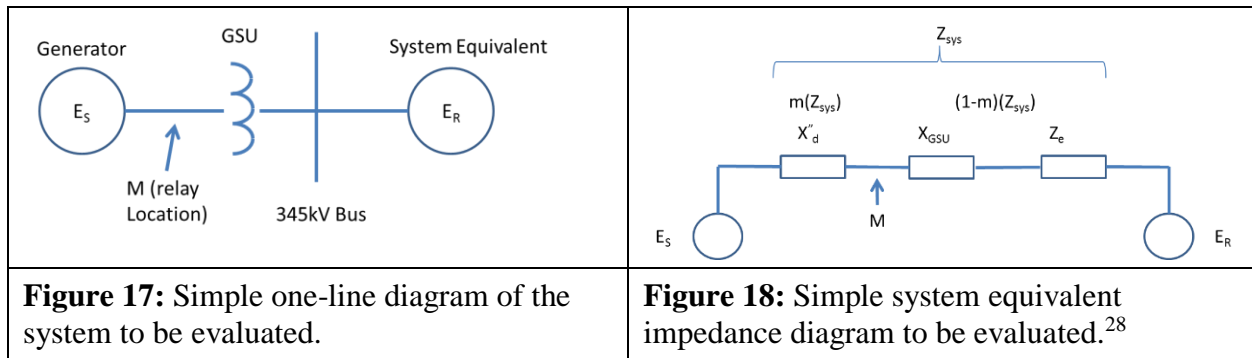 GSU
Generator
System Equivalent
E_S
E_R
M (relay
Location)
345kV Bus
Z_sys
m(Z_sys)
(1-m)(Z_sys)
X"_d
X_GSU
Z_e
M
E_S
E_R
Figure 17: Simple one-line diagram of the
system to be evaluated.
Figure 18: Simple system equivalent
impedance diagram to be evaluated.²⁸